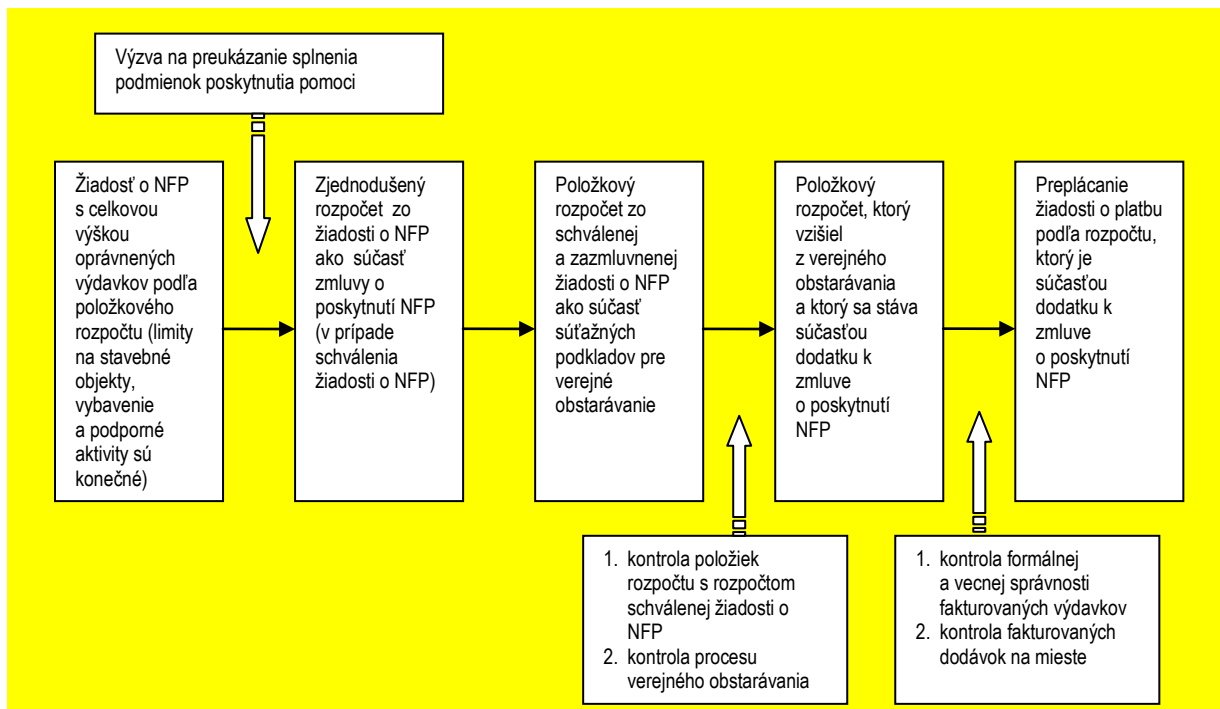 Výzva na preukázanie splnenia
podmienok poskytnutia pomoci
Žiadosť o NFP
s celkovou
výškou
oprávnených
výdavkov podľa
položkového
rozpočtu (limity
na stavebné
objekty,
vybavenie
a podporné
aktivity sú
konečné)
Zjednodušený
rozpočet zo
žiadosti o NFP
ako súčasť
zmluvy o
poskytnutí NFP
(v prípade
schválenia
žiadosti o NFP)
Položkový
rozpočet zo
schválenej
a zazmluvnenej
žiadosti o NFP
ako súčasť
súťažných
podkladov pre
verejné
obstarávanie
Položkový
rozpočet, ktorý
vzišiel
z verejného
obstarávania
a ktorý sa stáva
súčasťou
dodatku k
zmluve
o poskytnutí
NFP
Preplácanie
žiadosti o platbu
podľa rozpočtu,
ktorý je
súčasťou
dodatku k
zmluve
o poskytnutí
NFP
1. kontrola položiek
rozpočtu s rozpočtom
schválenej žiadosti o
NFP
2. kontrola procesu
verejného obstarávania
1. kontrola formálnej
a vecnej správnosti
fakturovaných výdavkov
2. kontrola fakturovaných
dodávok na mieste